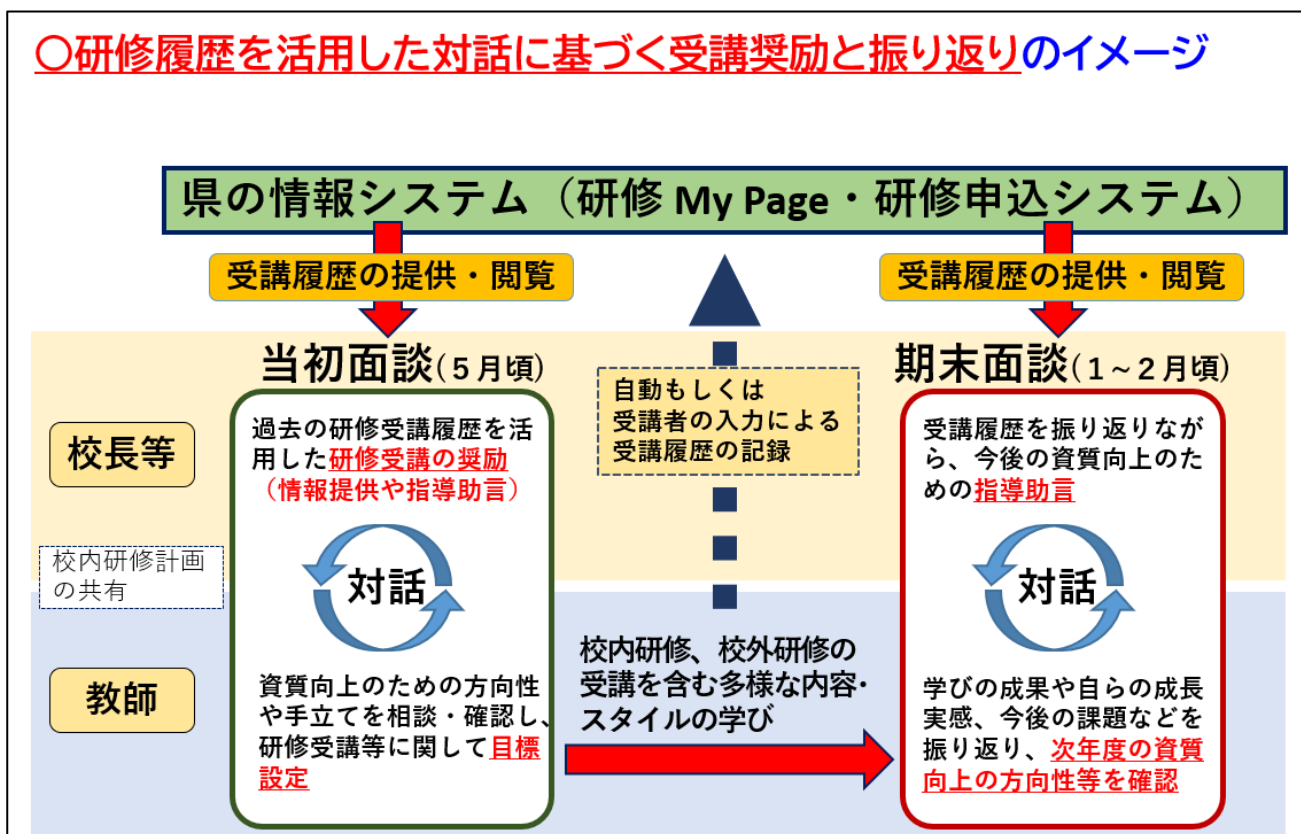 〇研修履歴を活用した対話に基づく受講奨励と振り返りのイメージ
県の情報システム（研修 My Page・研修申込システム）
受講履歴の提供・閲覧
受講履歴の提供・閲覧
当初面談(５月頃)
過去の研修受講履歴を活
用した研修受講の奨励
（情報提供や指導助言）
対話
資質向上のための方向性
や手立てを相談・確認し、
研修受講等に関して目標
設定
自動もしくは
受講者の入力による
受講履歴の記録
校内研修、校外研修の
受講を含む多様な内容・
スタイルの学び
期末面談(１～２月頃)
受講履歴を振り返りなが
ら、今後の資質向上のた
めの指導助言
対話
学びの成果や自らの成長
実感、今後の課題などを
振り返り、次年度の資質
向上の方向性等を確認
校長等
校内研修計画
の共有
教師